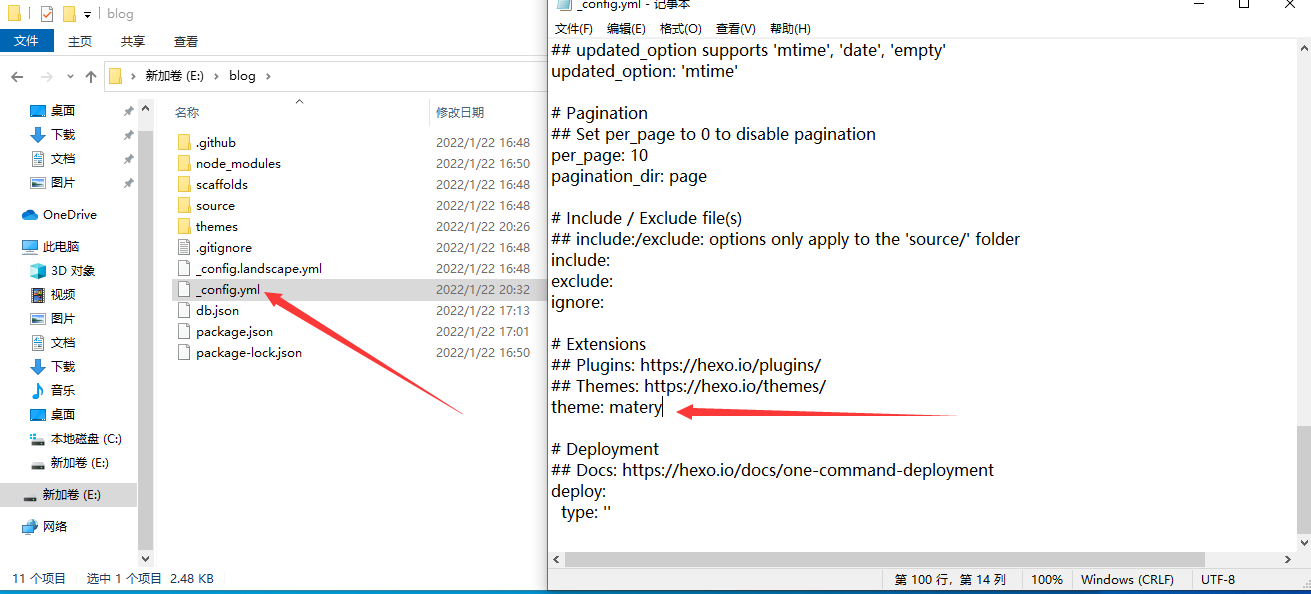 blog
文件 主页 共享 查看
新加卷 (E:) blog
桌面
下载
文档
图片
OneDrive
此电脑
3D 对象
视频
图片
文档
下载
音乐
桌面
本地磁盘 (C:)
新加卷 (E:)
新加卷 (E:)
网络
名称 修改日期
.github 2022/1/22 16:48
node_modules 2022/1/22 16:50
scaffolds 2022/1/22 16:48
source 2022/1/22 16:48
themes 2022/1/22 20:26
.gitignore 2022/1/22 16:48
_config.landscape.yml 2022/1/22 16:48
_config.yml 2022/1/22 20:32
db.json 2022/1/22 17:13
package.json 2022/1/22 17:01
package-lock.json 2022/1/22 16:50
11 个项目 选中 1 个项目 2.48 KB
_config.yml - 记事本
文件(F) 编辑(E) 格式(O) 查看(V) 帮助(H)
## updated_option supports 'mtime', 'date', 'empty'
updated_option: 'mtime'
# Pagination
## Set per_page to 0 to disable pagination
per_page: 10
pagination_dir: page
# Include / Exclude file(s)
## include:/exclude: options only apply to the 'source/' folder
include:
exclude:
ignore:
# Extensions
## Plugins: https://hexo.io/plugins/
## Themes: https://hexo.io/themes/
theme: matery
# Deployment
## Docs: https://hexo.io/docs/one-command-deployment
deploy:
  type: ''
第 100 行，第 14 列 100% Windows (CRLF) UTF-8